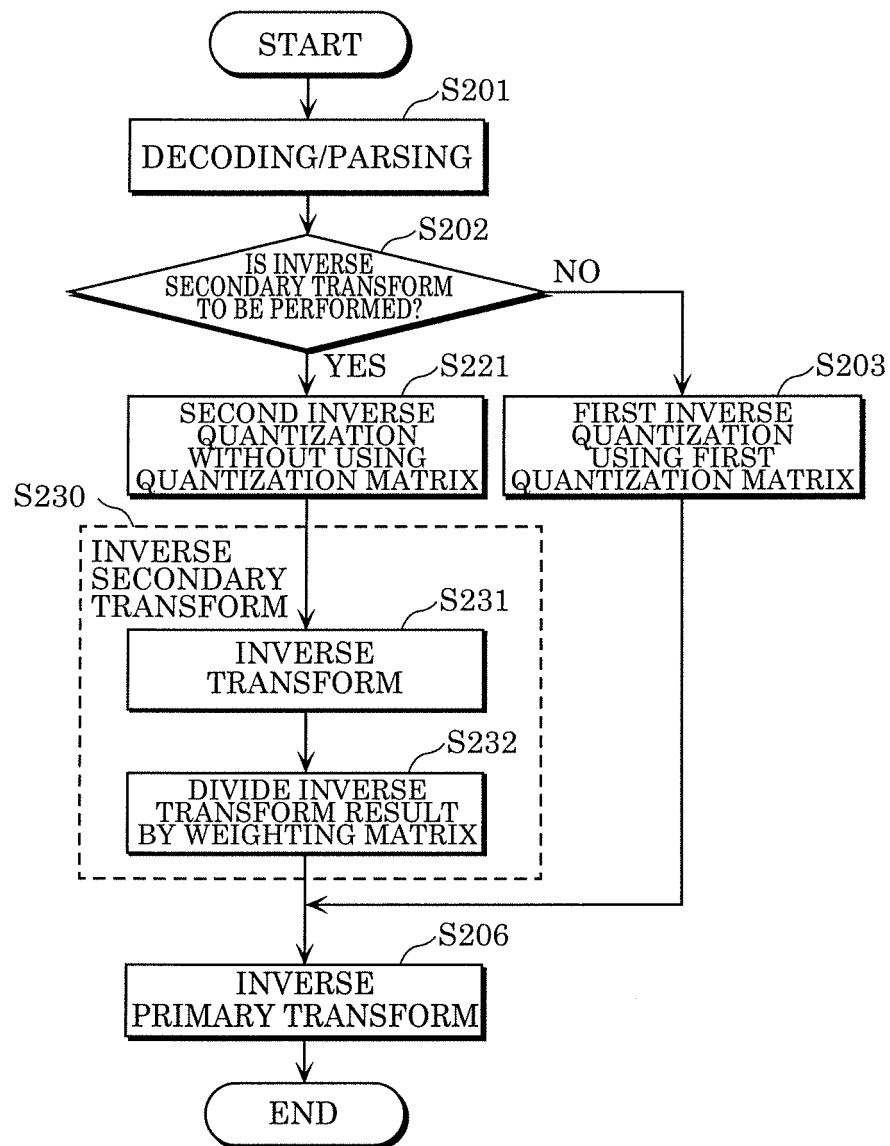 START
S201
DECODING/PARSING
S202
IS INVERSE
SECONDARY TRANSFORM
TO BE PERFORMED?
NO
YES
S221
SECOND INVERSE
QUANTIZATION
WITHOUT USING
QUANTIZATION MATRIX
S203
FIRST INVERSE
QUANTIZATION
USING FIRST
QUANTIZATION MATRIX
S230
INVERSE
SECONDARY
TRANSFORM
S231
INVERSE
TRANSFORM
S232
DIVIDE INVERSE
TRANSFORM RESULT
BY WEIGHTING MATRIX
S206
INVERSE
PRIMARY TRANSFORM
END